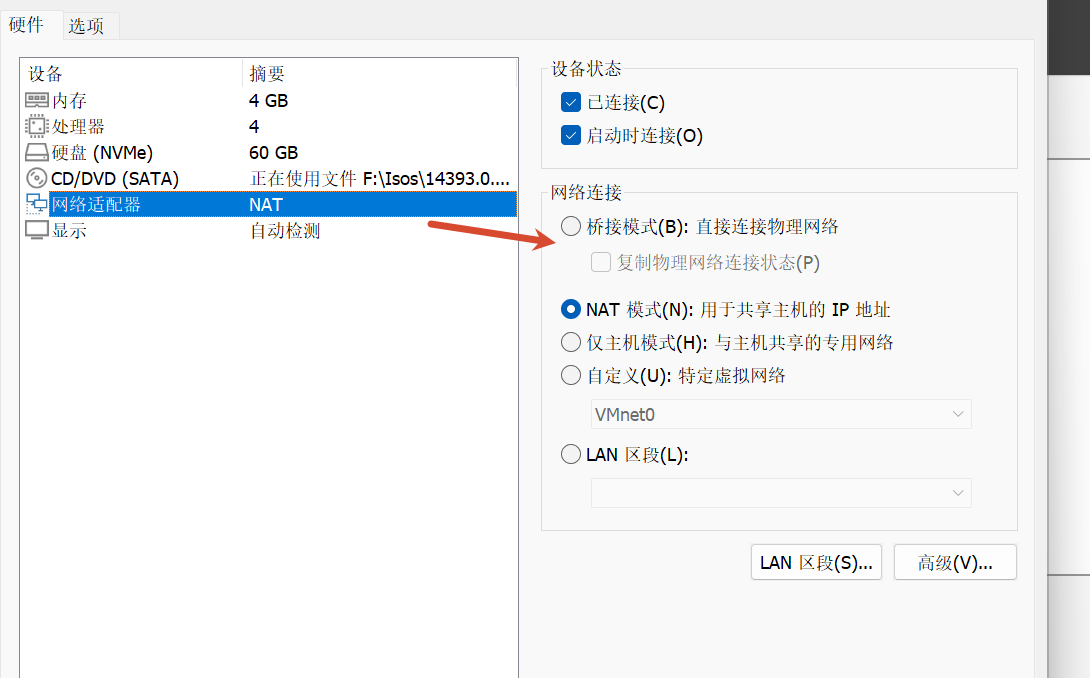 硬件 选项
设备 摘要
内存 4 GB
处理器 4
硬盘 (NVMe) 60 GB
CD/DVD (SATA) 正在使用文件 F:\Isos\14393.0....
网络适配器 NAT
显示 自动检测
设备状态
已连接(C)
启动时连接(O)
网络连接
桥接模式(B): 直接连接物理网络
复制物理网络连接状态(P)
NAT 模式(N): 用于共享主机的 IP 地址
仅主机模式(H): 与主机共享的专用网络
自定义(U): 特定虚拟网络
VMnet0
LAN 区段(L):
LAN 区段(S)... 高级(V)...